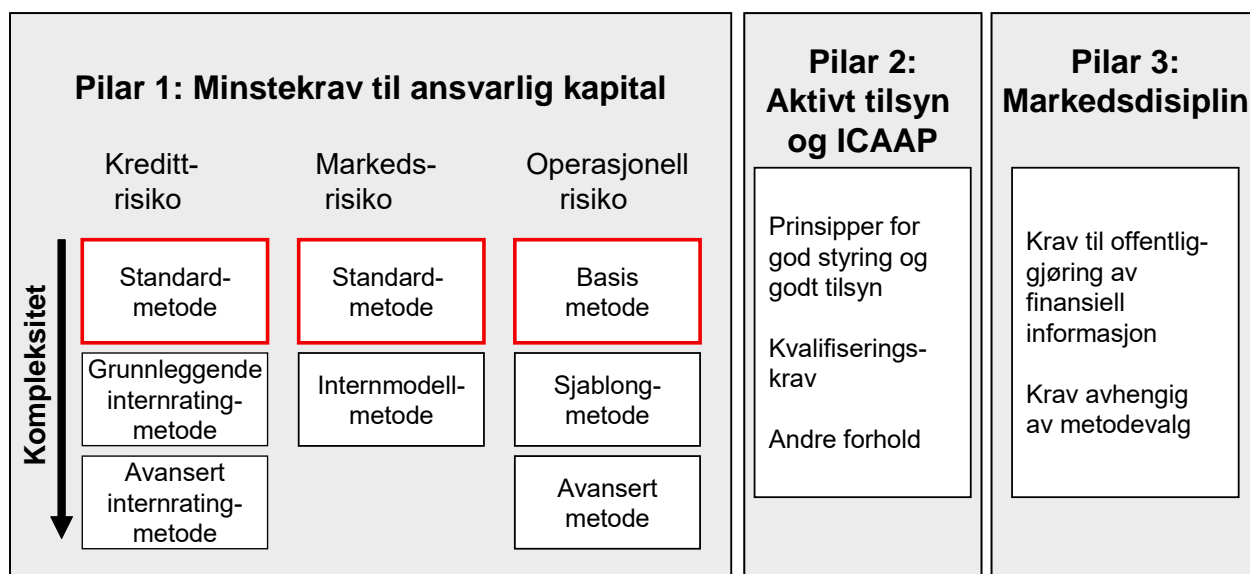 Pilar 1: Minstekrav til ansvarlig kapital
Kreditt-
risiko
Markeds-
risiko
Operasjonell
risiko
Kompleksitet
Standard-
metode
Standard-
metode
Basis
metode
Grunnleggende
internrating-
metode
Internmodell-
metode
Sjablong-
metode
Avansert
internrating-
metode
Avansert
metode
Pilar 2:
Aktivt tilsyn
og ICAAP
Prinsipper for
god styring og
godt tilsyn
Kvalifiserings-
krav
Andre forhold
Pilar 3:
Markedsdisiplin
Krav til offentlig-
gjøring av
finansiell
informasjon
Krav avhengig
av metodevalg